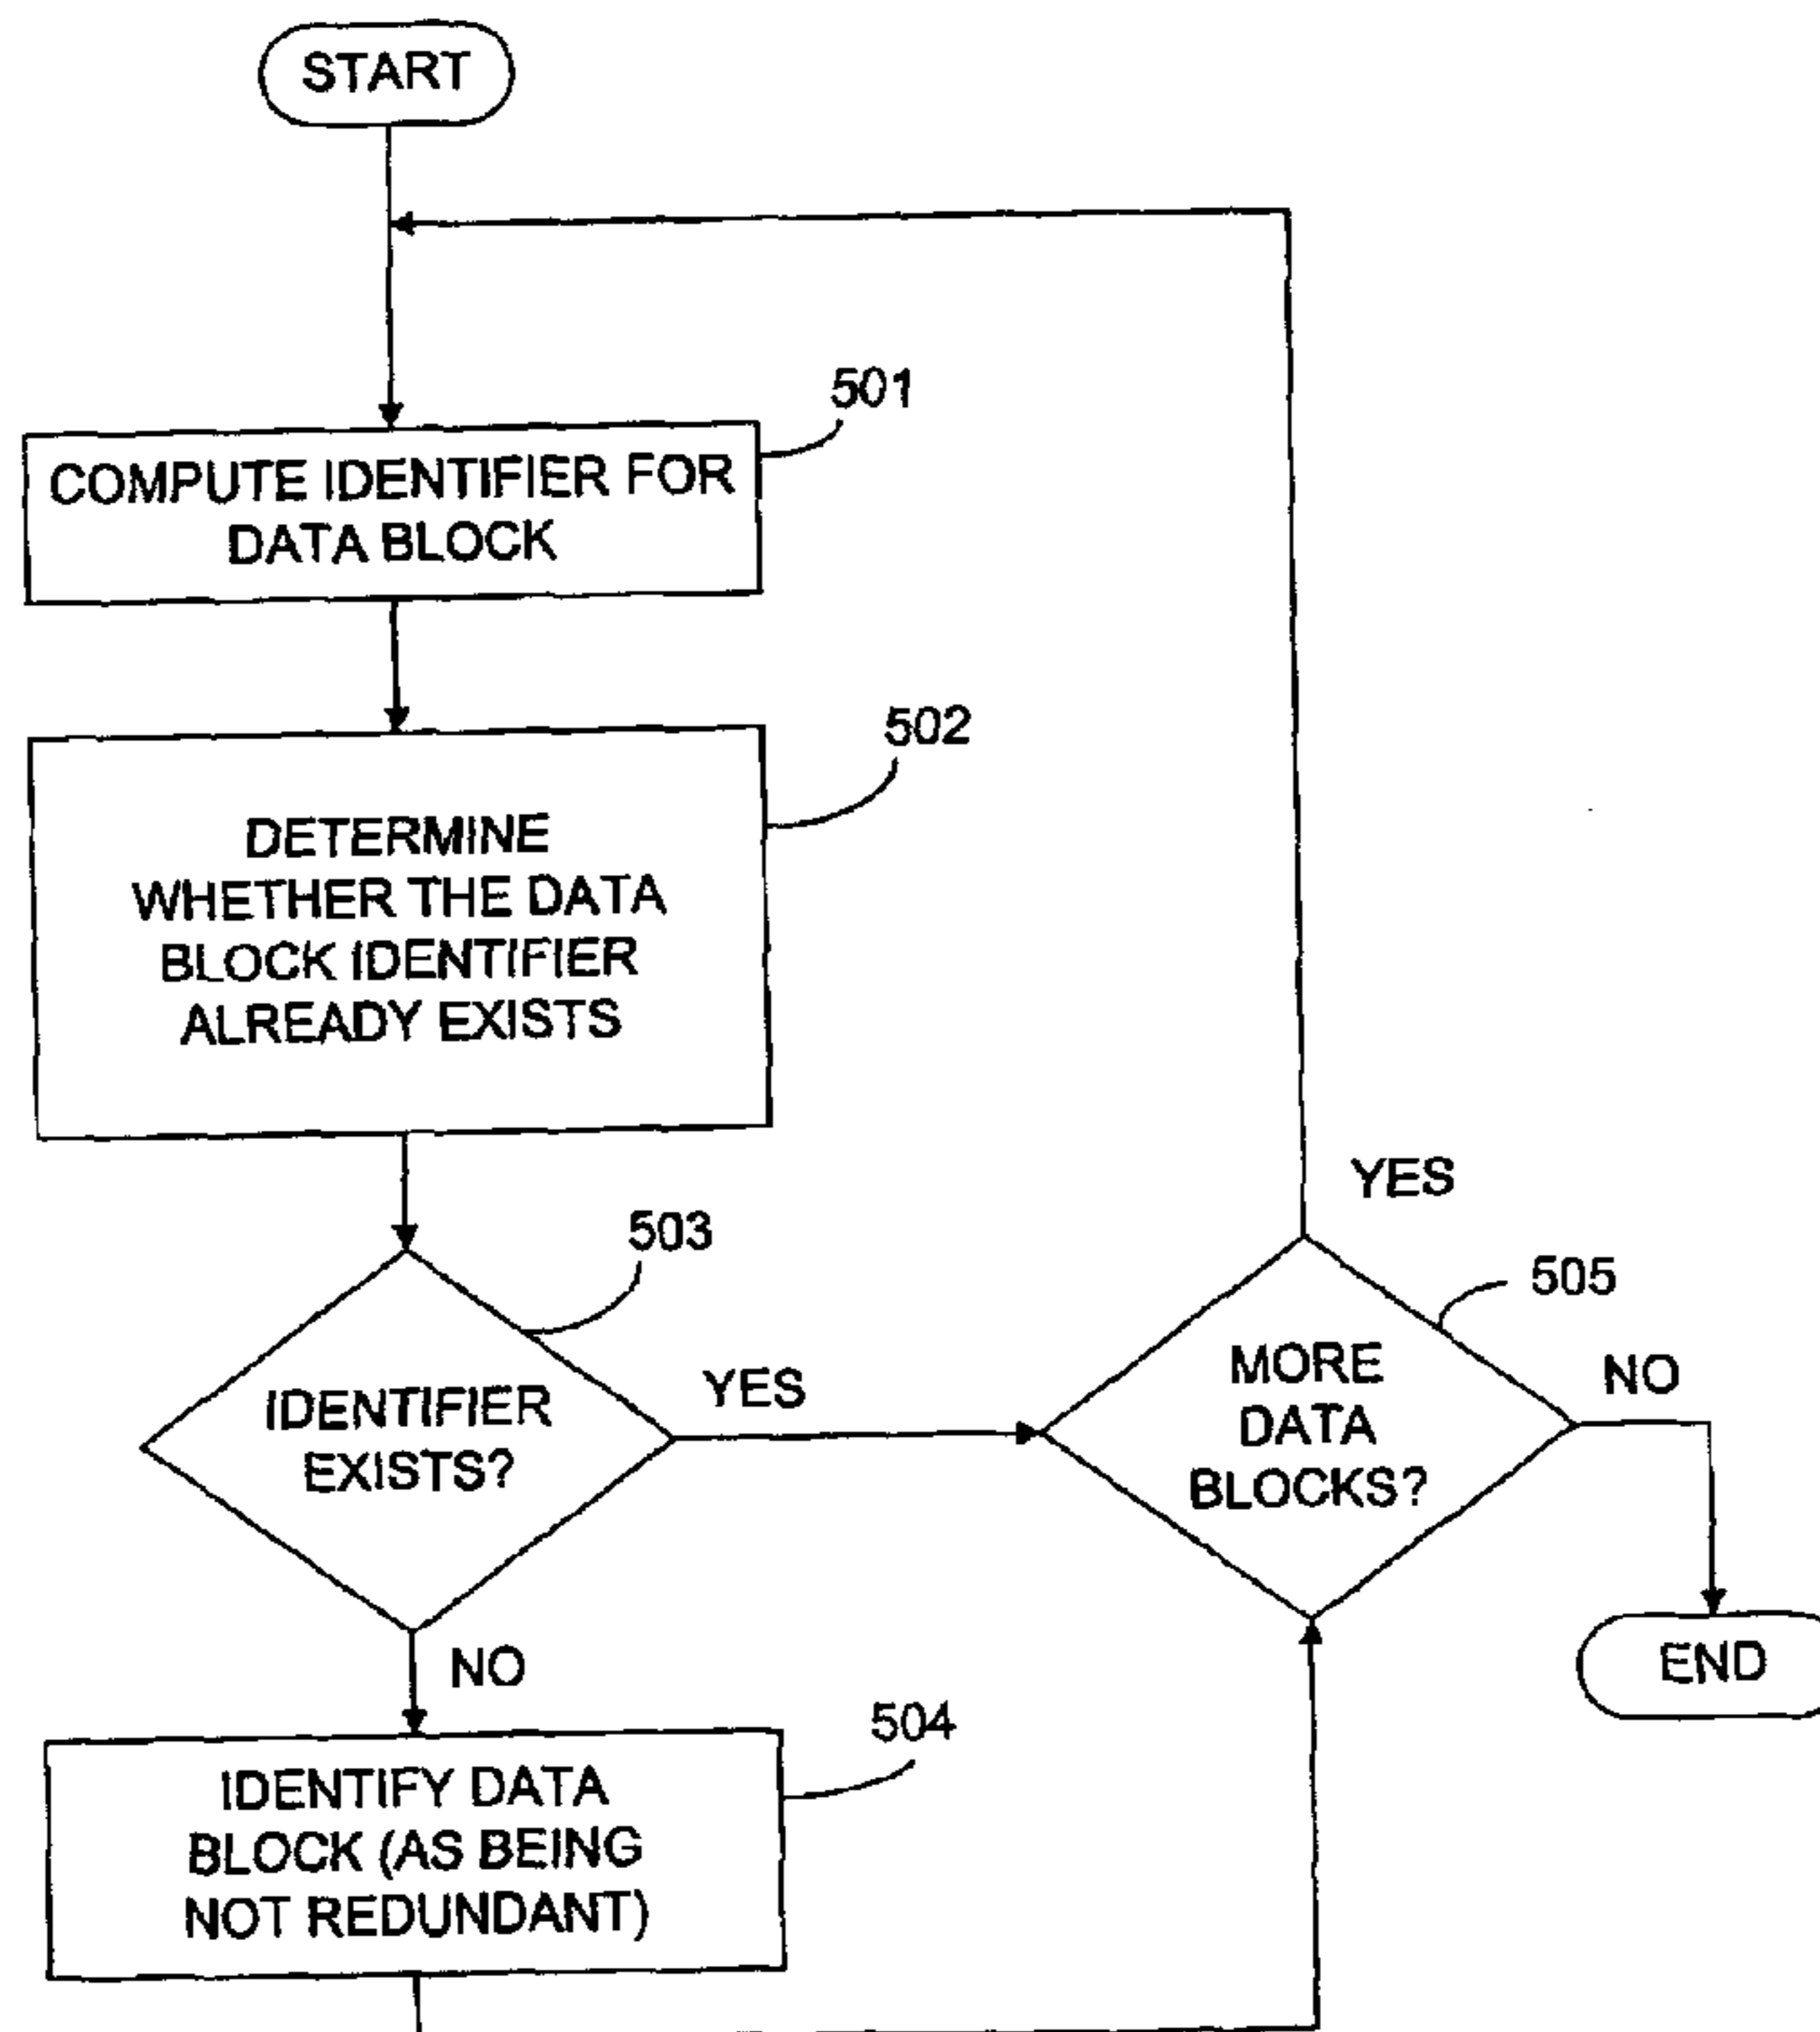 START
501
COMPUTE IDENTIFIER FOR
DATA BLOCK
502
DETERMINE
WHETHER THE DATA
BLOCK IDENTIFIER
ALREADY EXISTS
503
IDENTIFIER
EXISTS?
YES
NO
504
IDENTIFY DATA
BLOCK (AS BEING
NOT REDUNDANT)
YES
505
MORE
DATA
BLOCKS?
NO
END